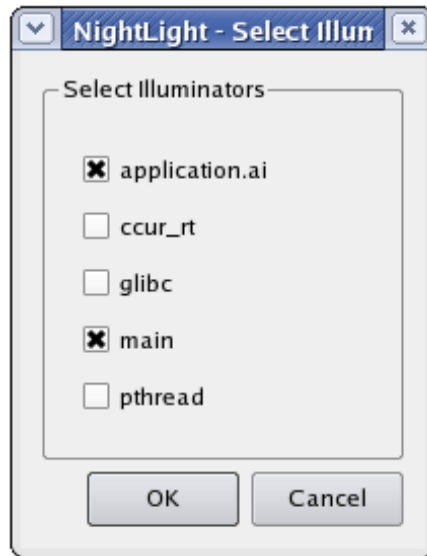 NightLight - Select Illum
Select Illuminators
application.ai
ccur_rt
glibc
main
pthread
OK
Cancel